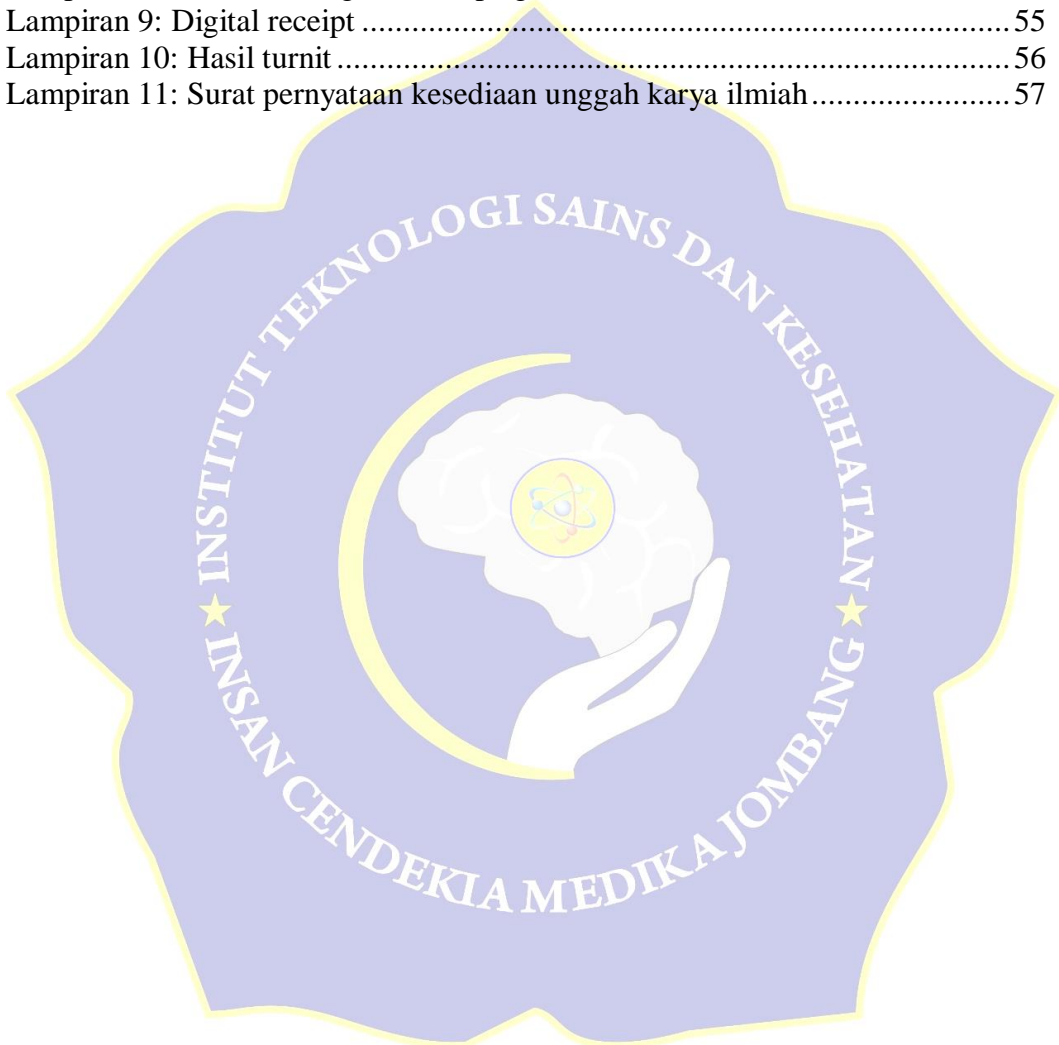 Lampiran 9: Digital receipt ................................................................................ 55
Lampiran 10: Hasil turnit ................................................................................... 56
Lampiran 11: Surat pernyataan kesediaan unggah karya ilmiah ........................ 57
INSTITUT TEKNOLOGI SAINS DAN KESEHATAN
★ INSAN CENDEKIA MEDIKA JOMBANG ★